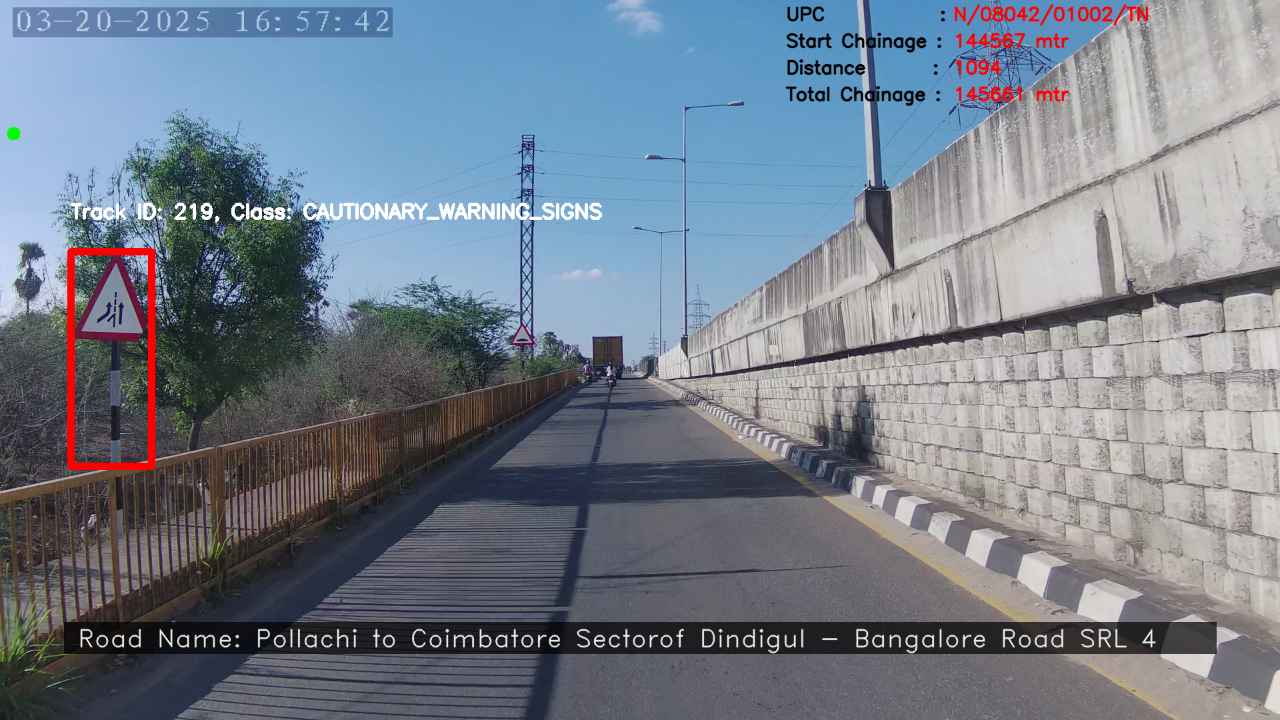 03-20-2025 16:57:42
UPC : N/08042/01002/TN
Start Chainage : 144567 mtr
Distance : 1094
Total Chainage : 145661 mtr
Track ID: 219, Class: CAUTIONARY_WARNING_SIGNS
Road Name: Pollachi to Coimbatore Sectorof Dindigul - Bangalore Road SRL 4